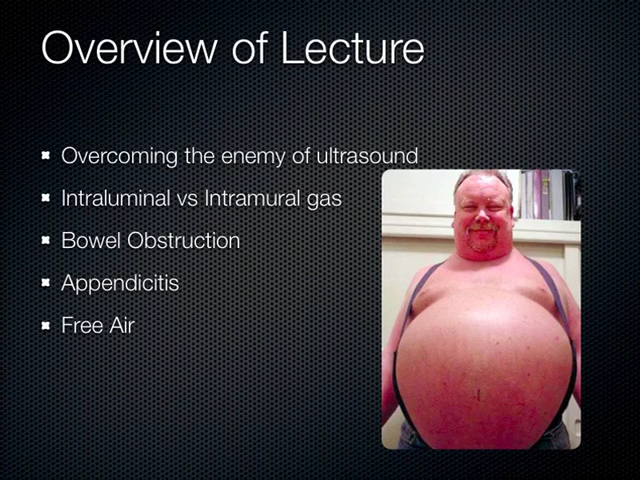 Overview of Lecture
Overcoming the enemy of ultrasound
Intraluminal vs Intramural gas
Bowel Obstruction
Appendicitis
Free Air